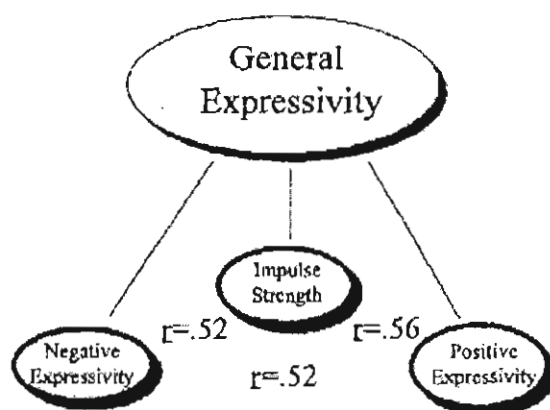 General
Expressivity
Impulse
Strength
r=.52
r=.56
Negative
Expressivity
r=.52
Positive
Expressivity